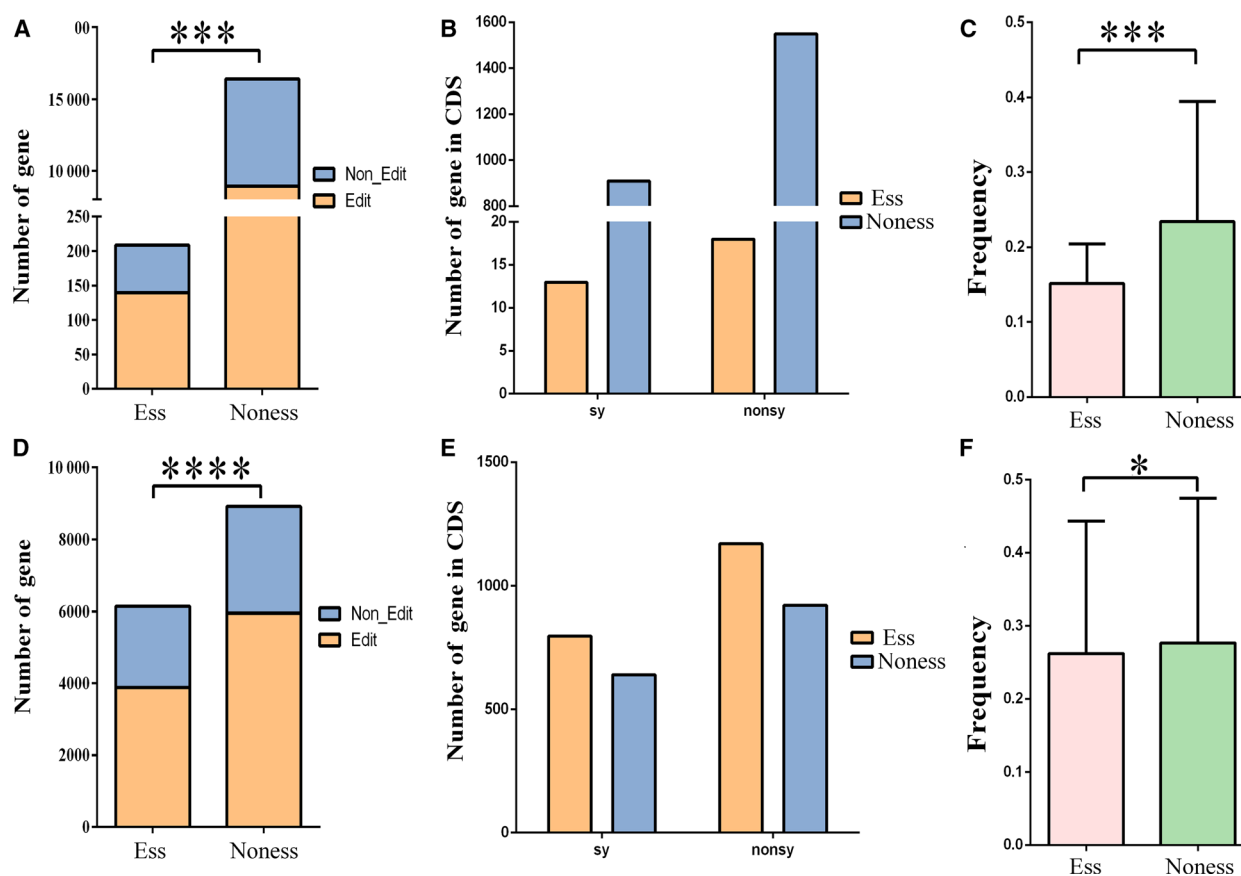 A
Number of gene
00
15 000
10 000
250
200
150
100
50
0
***
Ess
Noness
Non_Edit
Edit
B
Number of gene in CDS
1600
1400
1200
1000
800
20
15
10
5
0
sy
nonsy
Ess
Noness
C
Frequency
0.5
0.4
0.3
0.2
0.1
0.0
***
Ess
Noness
D
Number of gene
10 000
8000
6000
4000
2000
0
****
Ess
Noness
Non_Edit
Edit
E
Number of gene in CDS
1500
1000
500
0
sy
nonsy
Ess
Noness
F
Frequency
0.5
0.4
0.3
0.2
0.1
0.0
*
Ess
Noness